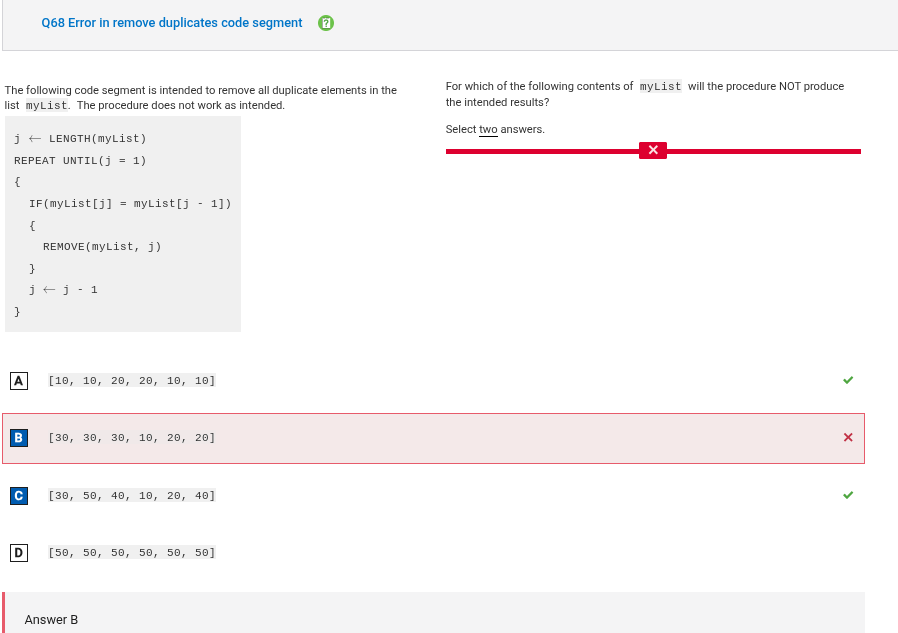 Q68 Error in remove duplicates code segment
The following code segment is intended to remove all duplicate elements in the
list myList. The procedure does not work as intended.
j ← LENGTH(myList)
REPEAT UNTIL(j = 1)
{
IF(myList[j] = myList[j - 1])
{
REMOVE(myList, j)
}
j ← j - 1
}
For which of the following contents of myList will the procedure NOT produce
the intended results?
Select two answers.
A [10, 10, 20, 20, 10, 10]
B [30, 30, 30, 10, 20, 20]
C [30, 50, 40, 10, 20, 40]
D [50, 50, 50, 50, 50, 50]
Answer B